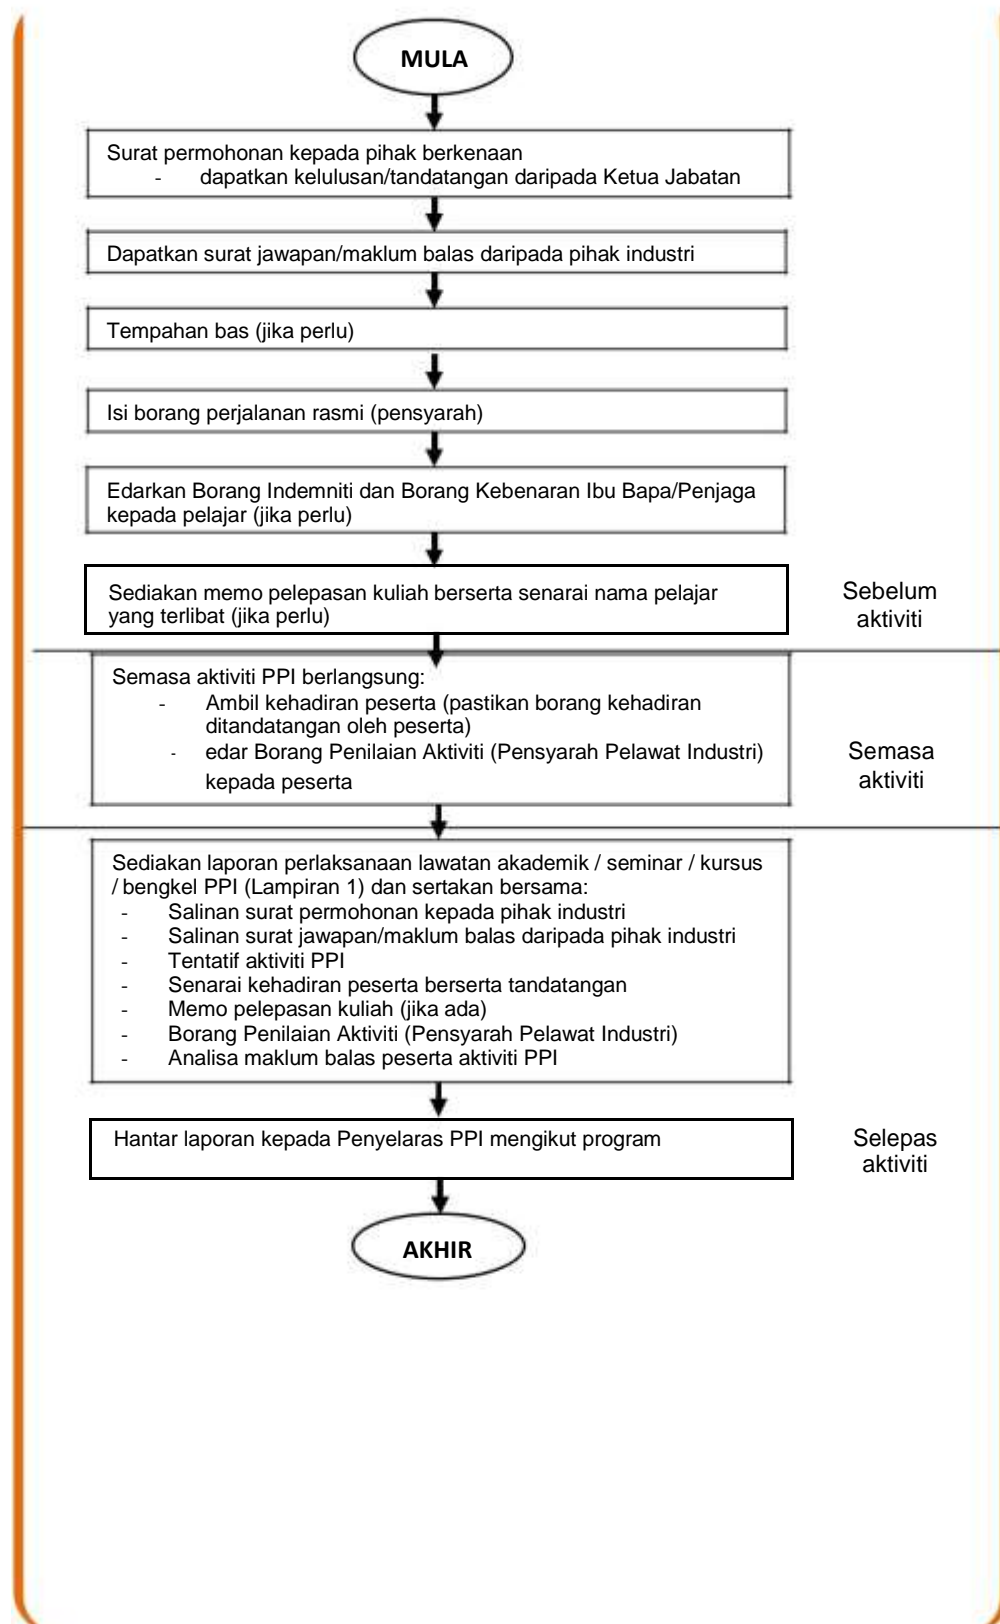 MULA
Surat permohonan kepada pihak berkenaan
- dapatkan kelulusan/tandatangan daripada Ketua Jabatan
Dapatkan surat jawapan/maklum balas daripada pihak industri
Tempahan bas (jika perlu)
Isi borang perjalanan rasmi (pensyarah)
Edarkan Borang Indemniti dan Borang Kebenaran Ibu Bapa/Penjaga
kepada pelajar (jika perlu)
Sediakan memo pelepasan kuliah berserta senarai nama pelajar
yang terlibat (jika perlu)
Sebelum
aktiviti
Semasa aktiviti PPI berlangsung:
- Ambil kehadiran peserta (pastikan borang kehadiran
ditandatangan oleh peserta)
- edar Borang Penilaian Aktiviti (Pensyarah Pelawat Industri)
kepada peserta
Semasa
aktiviti
Sediakan laporan perlaksanaan lawatan akademik / seminar / kursus
/ bengkel PPI (Lampiran 1) dan sertakan bersama:
- Salinan surat permohonan kepada pihak industri
- Salinan surat jawapan/maklum balas daripada pihak industri
- Tentatif aktiviti PPI
- Senarai kehadiran peserta berserta tandatangan
- Memo pelepasan kuliah (jika ada)
- Borang Penilaian Aktiviti (Pensyarah Pelawat Industri)
- Analisa maklum balas peserta aktiviti PPI
Hantar laporan kepada Penyelaras PPI mengikut program
Selepas
aktiviti
AKHIR